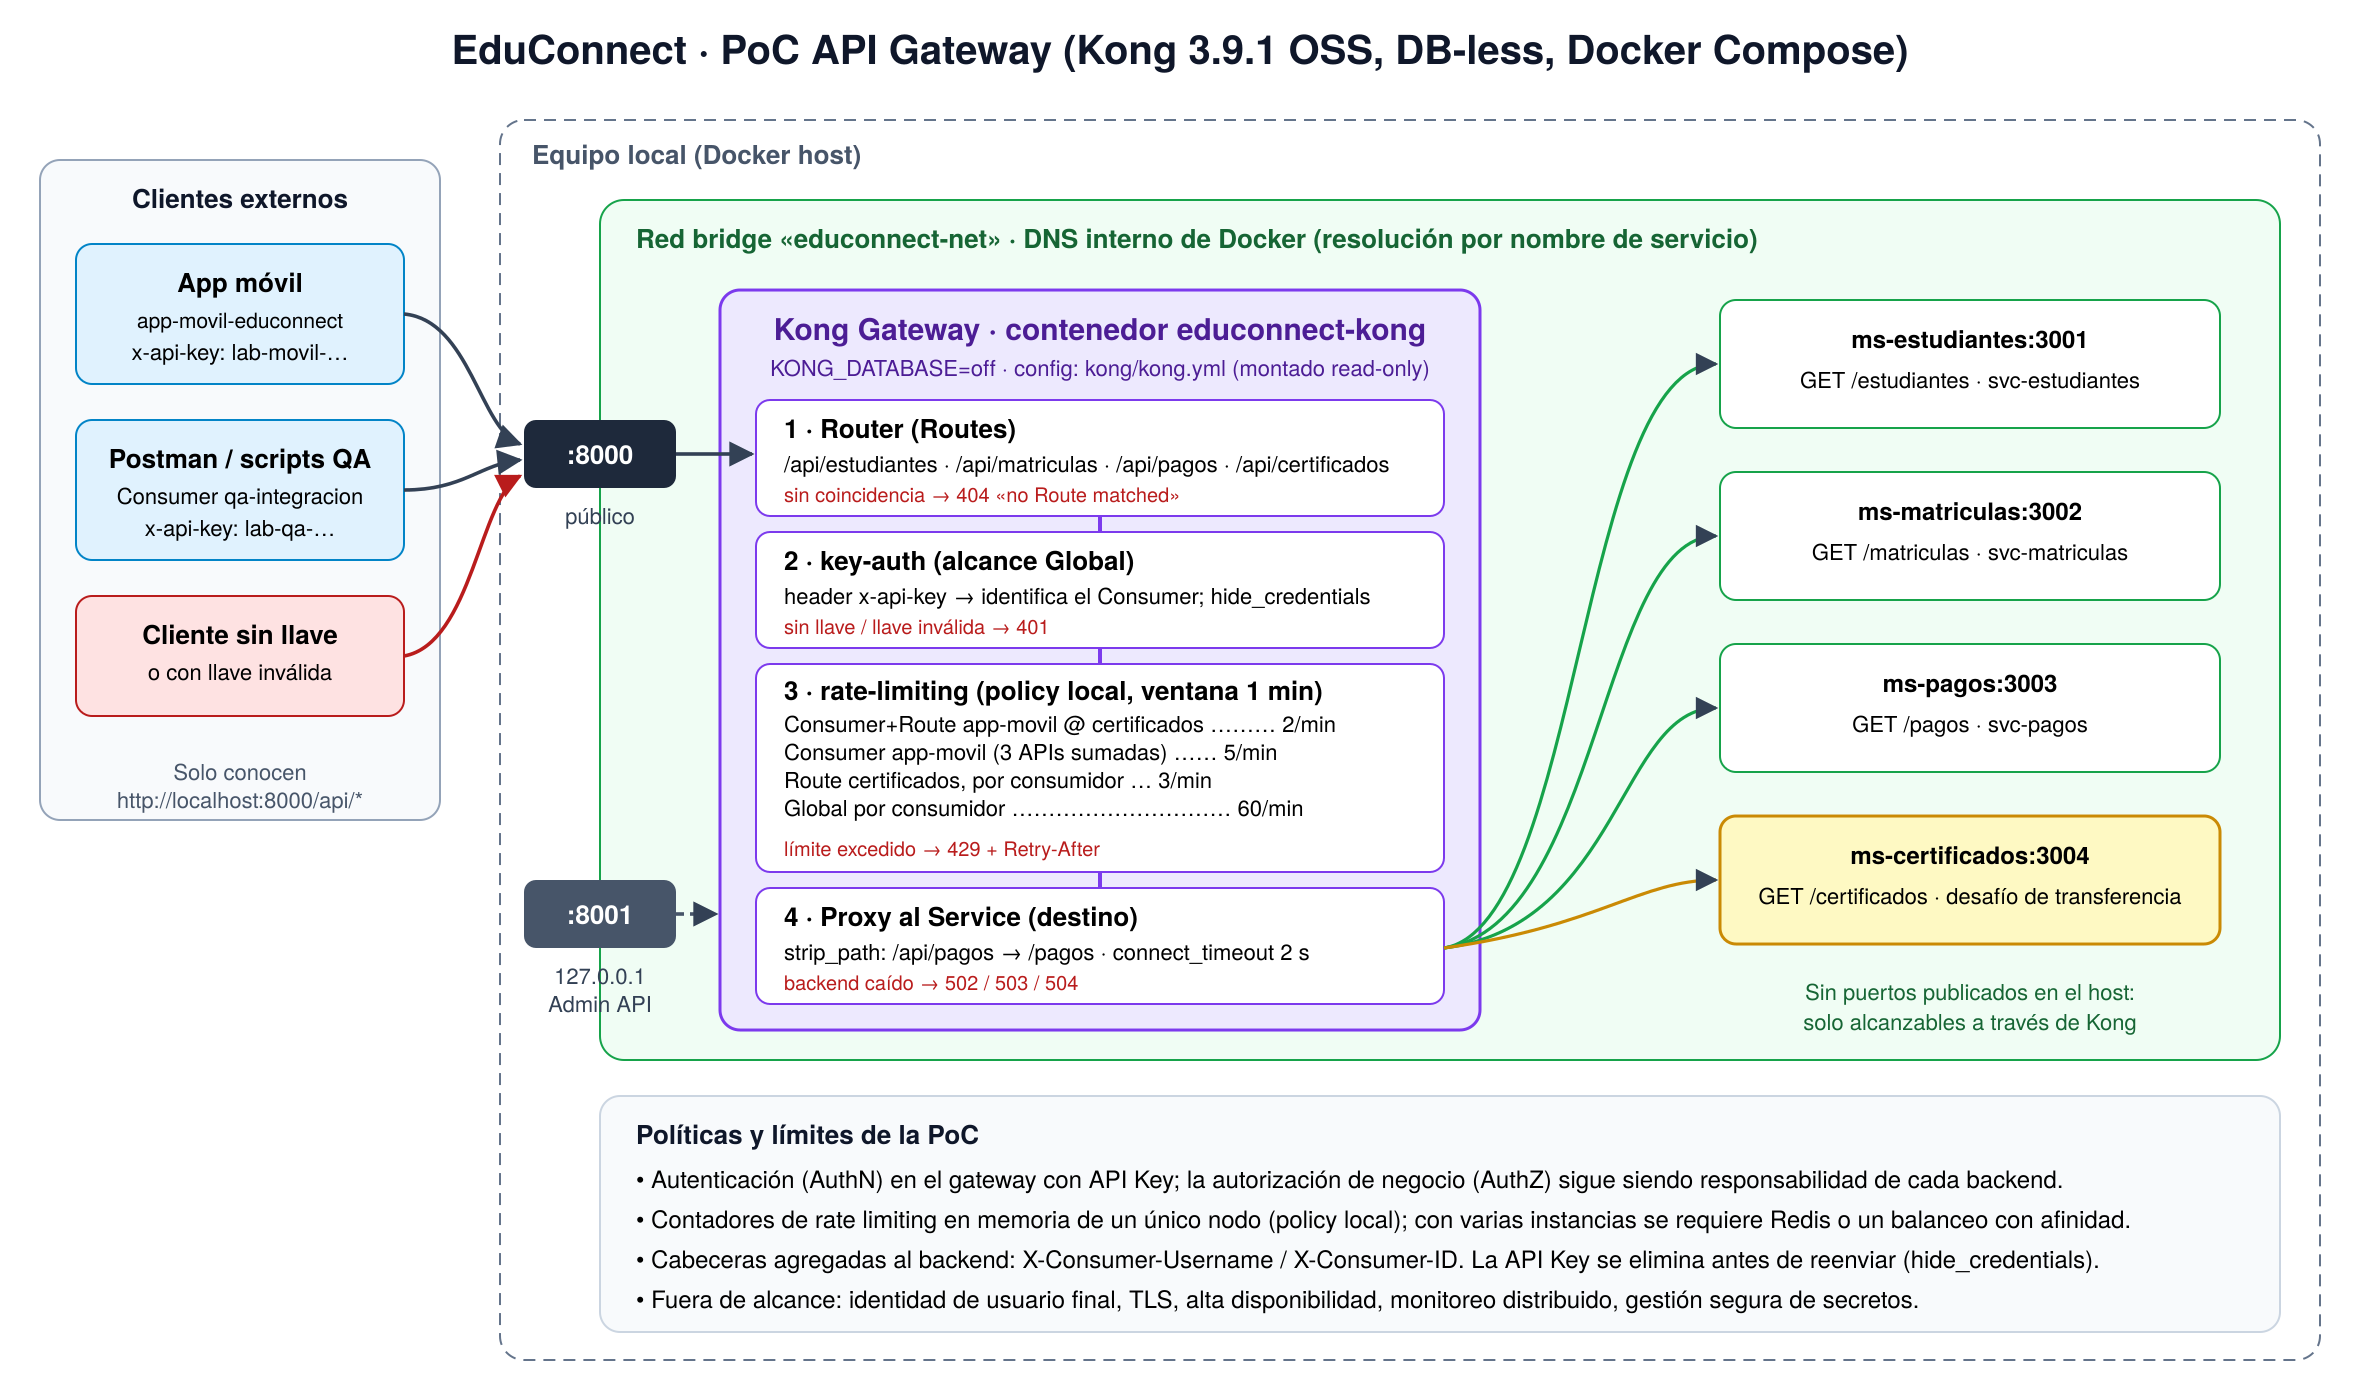 EduConnect · PoC API Gateway (Kong 3.9.1 OSS, DB-less, Docker Compose)
Clientes externos
App móvil
app-movil-educonnect
x-api-key: lab-movil-…
Postman / scripts QA
Consumer qa-integracion
x-api-key: lab-qa-…
Cliente sin llave
o con llave inválida
Solo conocen
http://localhost:8000/api/*
Equipo local (Docker host)
:8000
público
:8001
127.0.0.1
Admin API
Red bridge «educonnect-net» · DNS interno de Docker (resolución por nombre de servicio)
Kong Gateway · contenedor educonnect-kong
KONG_DATABASE=off · config: kong/kong.yml (montado read-only)
1 · Router (Routes)
/api/estudiantes · /api/matriculas · /api/pagos · /api/certificados
sin coincidencia → 404 «no Route matched»
2 · key-auth (alcance Global)
header x-api-key → identifica el Consumer; hide_credentials
sin llave / llave inválida → 401
3 · rate-limiting (policy local, ventana 1 min)
Consumer+Route app-movil @ certificados ……… 2/min
Consumer app-movil (3 APIs sumadas) …… 5/min
Route certificados, por consumidor … 3/min
Global por consumidor ………………………… 60/min
límite excedido → 429 + Retry-After
4 · Proxy al Service (destino)
strip_path: /api/pagos → /pagos · connect_timeout 2 s
backend caído → 502 / 503 / 504
ms-estudiantes:3001
GET /estudiantes · svc-estudiantes
ms-matriculas:3002
GET /matriculas · svc-matriculas
ms-pagos:3003
GET /pagos · svc-pagos
ms-certificados:3004
GET /certificados · desafío de transferencia
Sin puertos publicados en el host:
solo alcanzables a través de Kong
Políticas y límites de la PoC
• Autenticación (AuthN) en el gateway con API Key; la autorización de negocio (AuthZ) sigue siendo responsabilidad de cada backend.
• Contadores de rate limiting en memoria de un único nodo (policy local); con varias instancias se requiere Redis o un balanceo con afinidad.
• Cabeceras agregadas al backend: X-Consumer-Username / X-Consumer-ID. La API Key se elimina antes de reenviar (hide_credentials).
• Fuera de alcance: identidad de usuario final, TLS, alta disponibilidad, monitoreo distribuido, gestión segura de secretos.